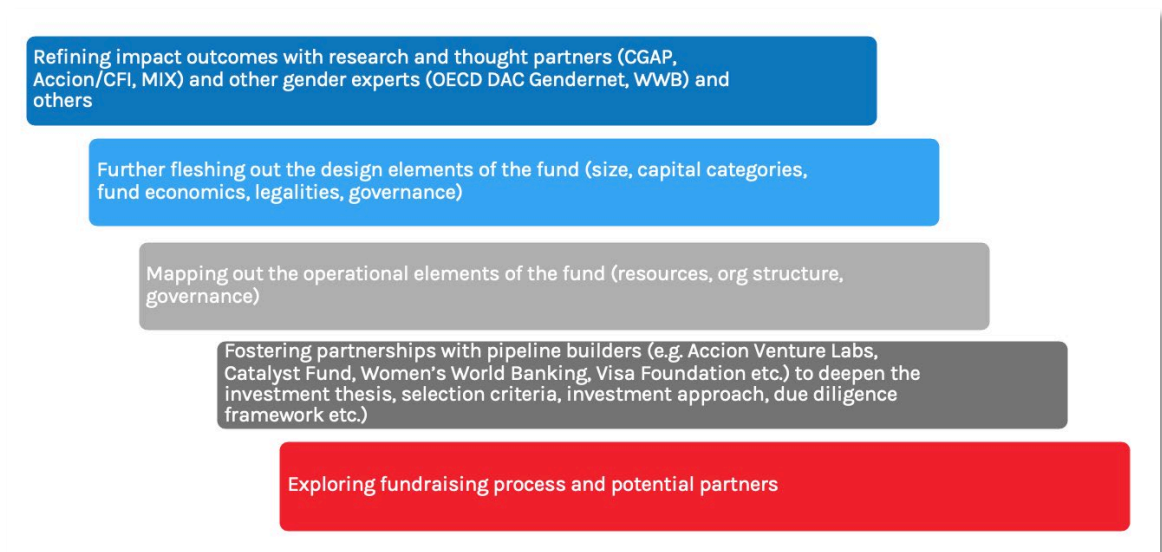 Refining impact outcomes with research and thought partners (CGAP,
Accion/CFI, MIX) and other gender experts (OECD DAC Gendernet, WWB) and
others
Further fleshing out the design elements of the fund (size, capital categories,
fund economics, legalities, governance)
Mapping out the operational elements of the fund (resources, org structure,
governance)
Fostering partnerships with pipeline builders (e.g. Accion Venture Labs,
Catalyst Fund, Women's World Banking, Visa Foundation etc.) to deepen the
investment thesis, selection criteria, investment approach, due diligence
framework etc.)
Exploring fundraising process and potential partners